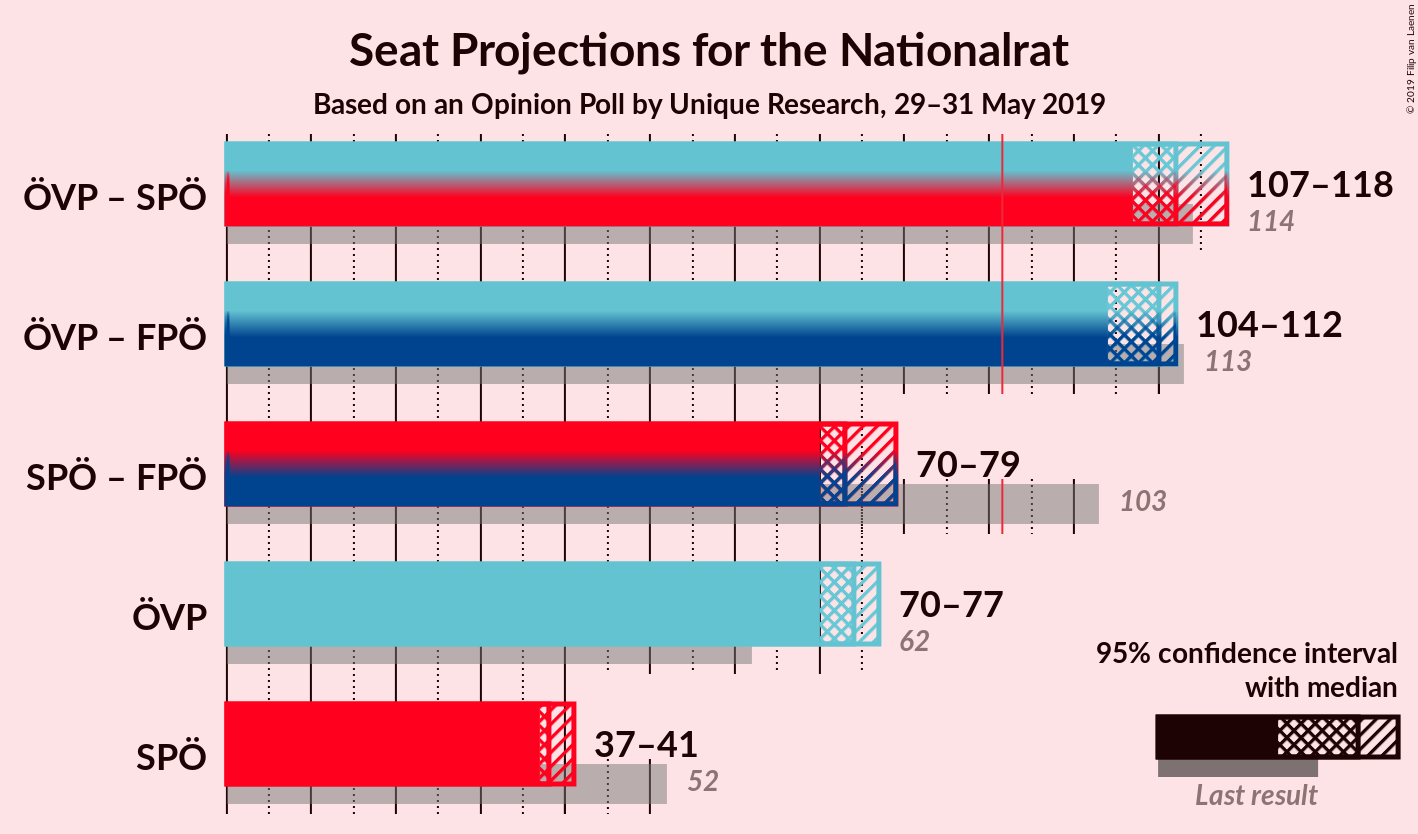 Seat Projections for the Nationalrat
Based on an Opinion Poll by Unique Research, 29–31 May 2019
© 2019 Filip van Laenen
ÖVP – SPÖ
107–118
114
ÖVP – FPÖ
104–112
113
SPÖ – FPÖ
70–79
103
ÖVP
70–77
62
SPÖ
37–41
52
95% confidence interval
with median
Last result